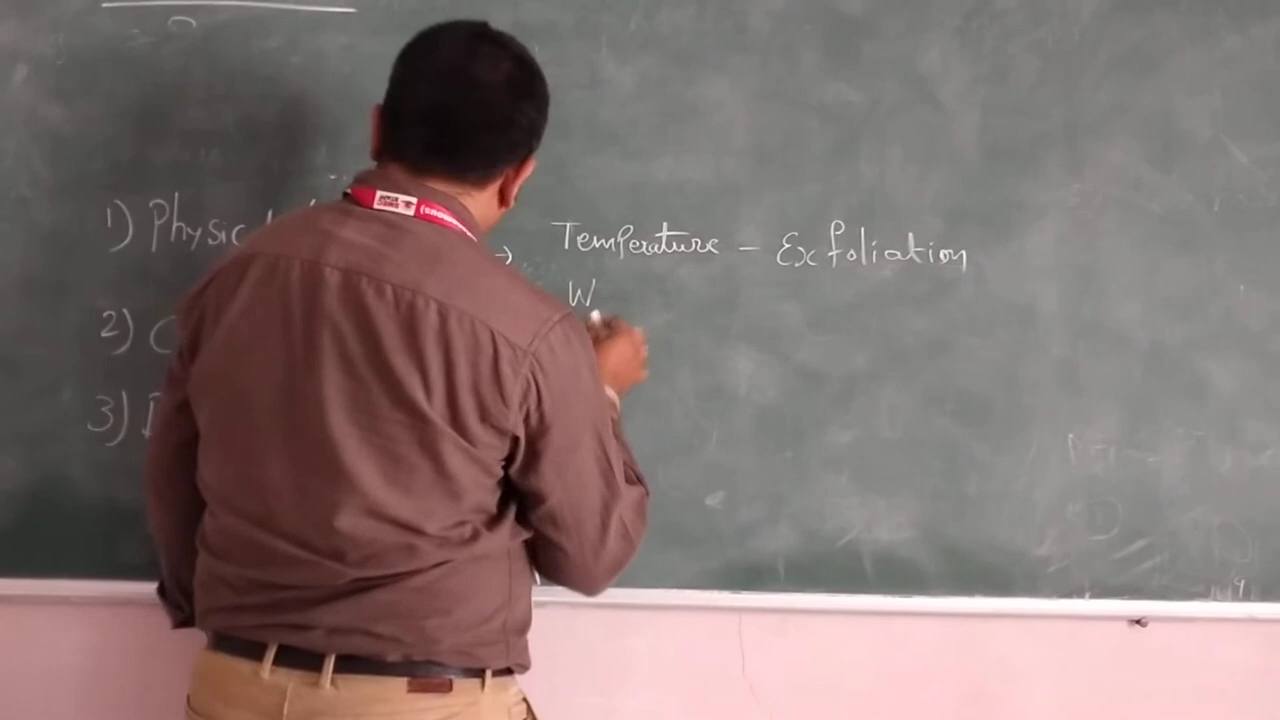 1) Physic → Temperature - Exfoliation
W
2) C
3)